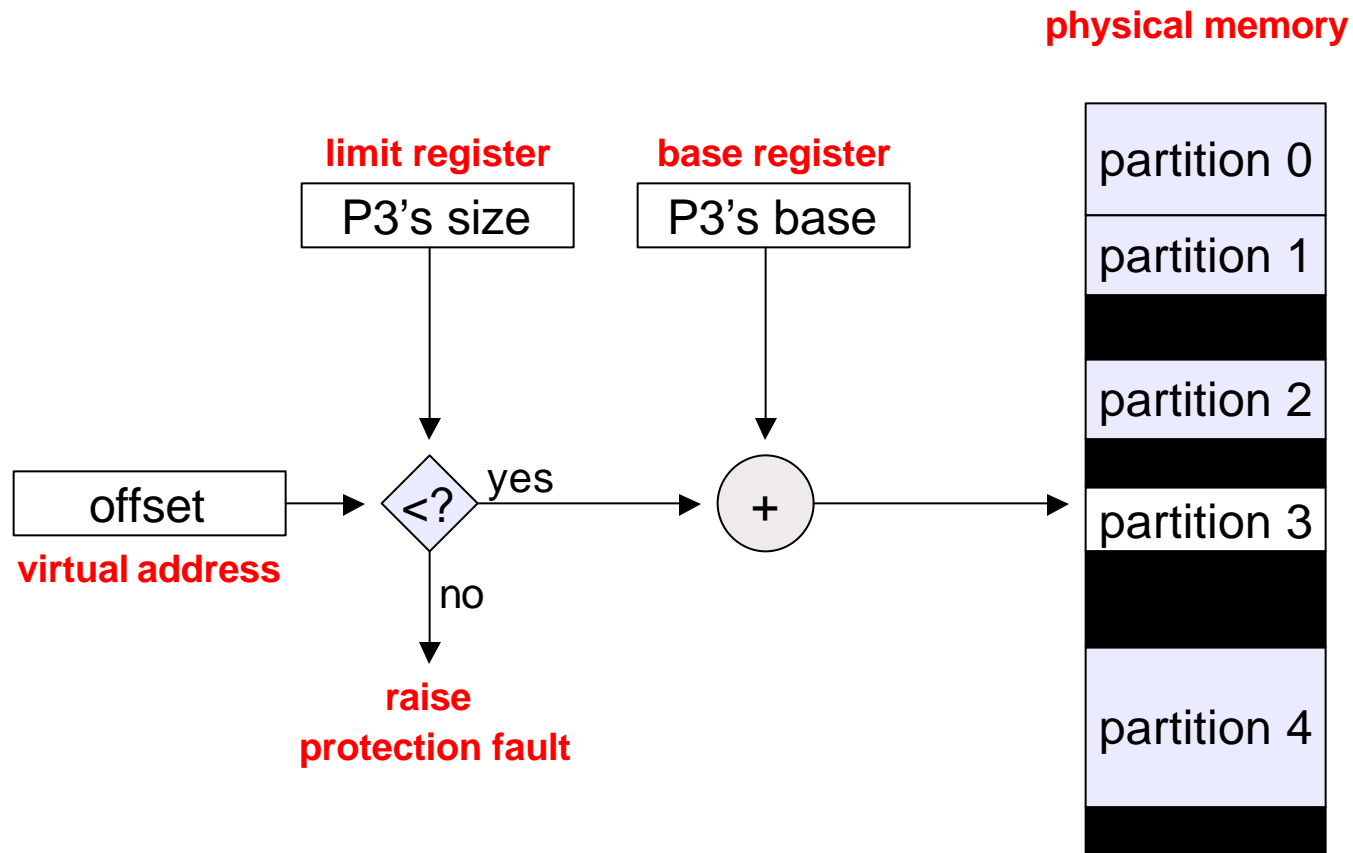 physical memory
limit register
base register
P3’s size
P3’s base
partition 0
partition 1
partition 2
partition 3
partition 4
offset
virtual address
<?
yes
+
no
raise
protection fault